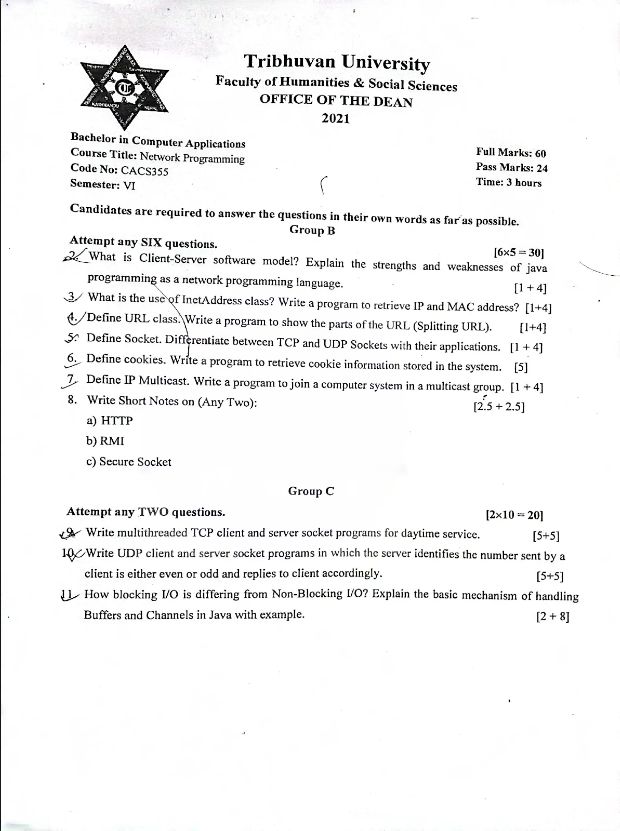 Tribhuvan University
Faculty of Humanities & Social Sciences
OFFICE OF THE DEAN
2021
Bachelor in Computer Applications
Course Title: Network Programming
Code No: CACS355
Semester: VI
Full Marks: 60
Pass Marks: 24
Time: 3 hours
Candidates are required to answer the questions in their own words as far as possible.
Group B
Attempt any SIX questions. [6×5 = 30]
2. What is Client-Server software model? Explain the strengths and weaknesses of java
programming as a network programming language. [1 + 4]
3. What is the use of InetAddress class? Write a program to retrieve IP and MAC address? [1+4]
4. Define URL class. Write a program to show the parts of the URL (Splitting URL). [1+4]
5. Define Socket. Differentiate between TCP and UDP Sockets with their applications. [1 + 4]
6. Define cookies. Write a program to retrieve cookie information stored in the system. [5]
7. Define IP Multicast. Write a program to join a computer system in a multicast group. [1 + 4]
8. Write Short Notes on (Any Two): [2.5 + 2.5]
a) HTTP
b) RMI
c) Secure Socket
Group C
Attempt any TWO questions. [2×10 = 20]
9. Write multithreaded TCP client and server socket programs for daytime service. [5+5]
10. Write UDP client and server socket programs in which the server identifies the number sent by a
client is either even or odd and replies to client accordingly. [5+5]
11. How blocking I/O is differing from Non-Blocking I/O? Explain the basic mechanism of handling
Buffers and Channels in Java with example. [2 + 8]